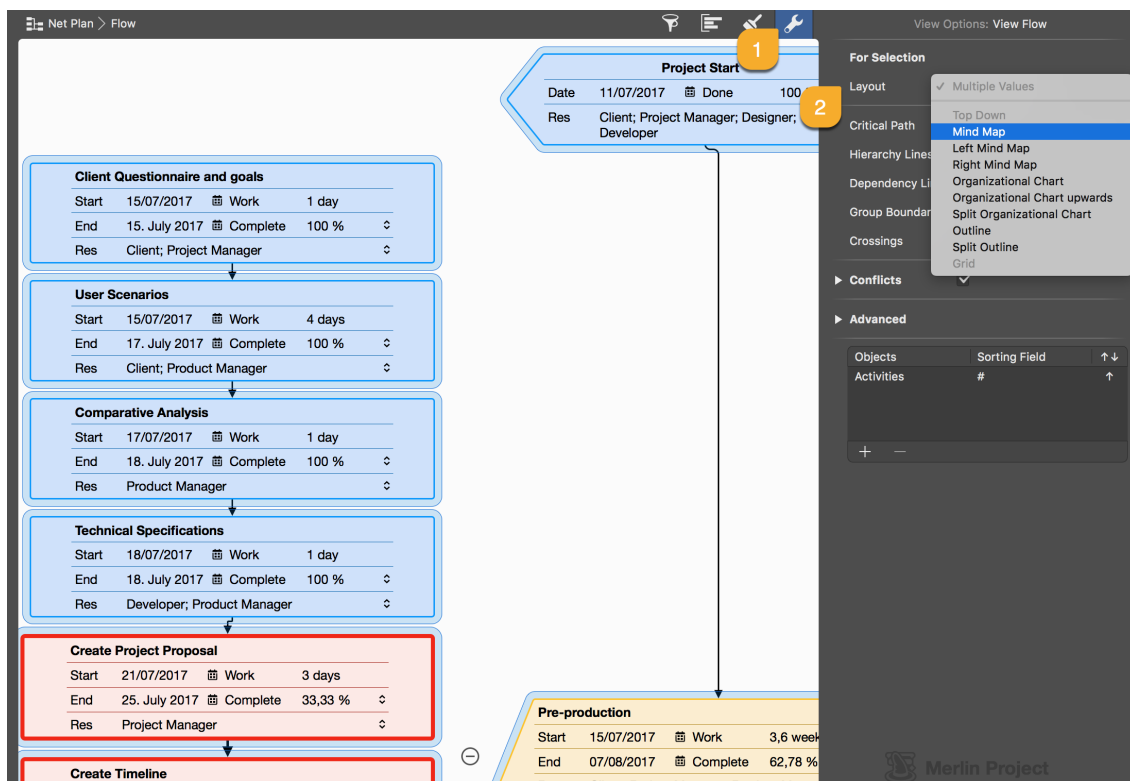 Net Plan > Flow
View Options: View Flow
1
For Selection
Layout
2
✓ Multiple Values
Top Down
Mind Map
Left Mind Map
Right Mind Map
Organizational Chart
Organizational Chart upwards
Split Organizational Chart
Outline
Split Outline
Grid
Critical Path
Hierarchy Lines
Dependency Li
Group Boundar
Crossings
Conflicts
Advanced
Objects Sorting Field ↑↓
Activities # ↑
+ −
Project Start
Date 11/07/2017 Done 100
Res Client; Project Manager; Designer;
Developer
Client Questionnaire and goals
Start 15/07/2017 Work 1 day
End 15. July 2017 Complete 100 %
Res Client; Project Manager
User Scenarios
Start 15/07/2017 Work 4 days
End 17. July 2017 Complete 100 %
Res Client; Product Manager
Comparative Analysis
Start 17/07/2017 Work 1 day
End 18. July 2017 Complete 100 %
Res Product Manager
Technical Specifications
Start 18/07/2017 Work 1 day
End 18. July 2017 Complete 100 %
Res Developer; Product Manager
Create Project Proposal
Start 21/07/2017 Work 3 days
End 25. July 2017 Complete 33,33 %
Res Project Manager
Create Timeline
Pre-production
Start 15/07/2017 Work 3,6 week
End 07/08/2017 Complete 62,78 %
Merlin Project